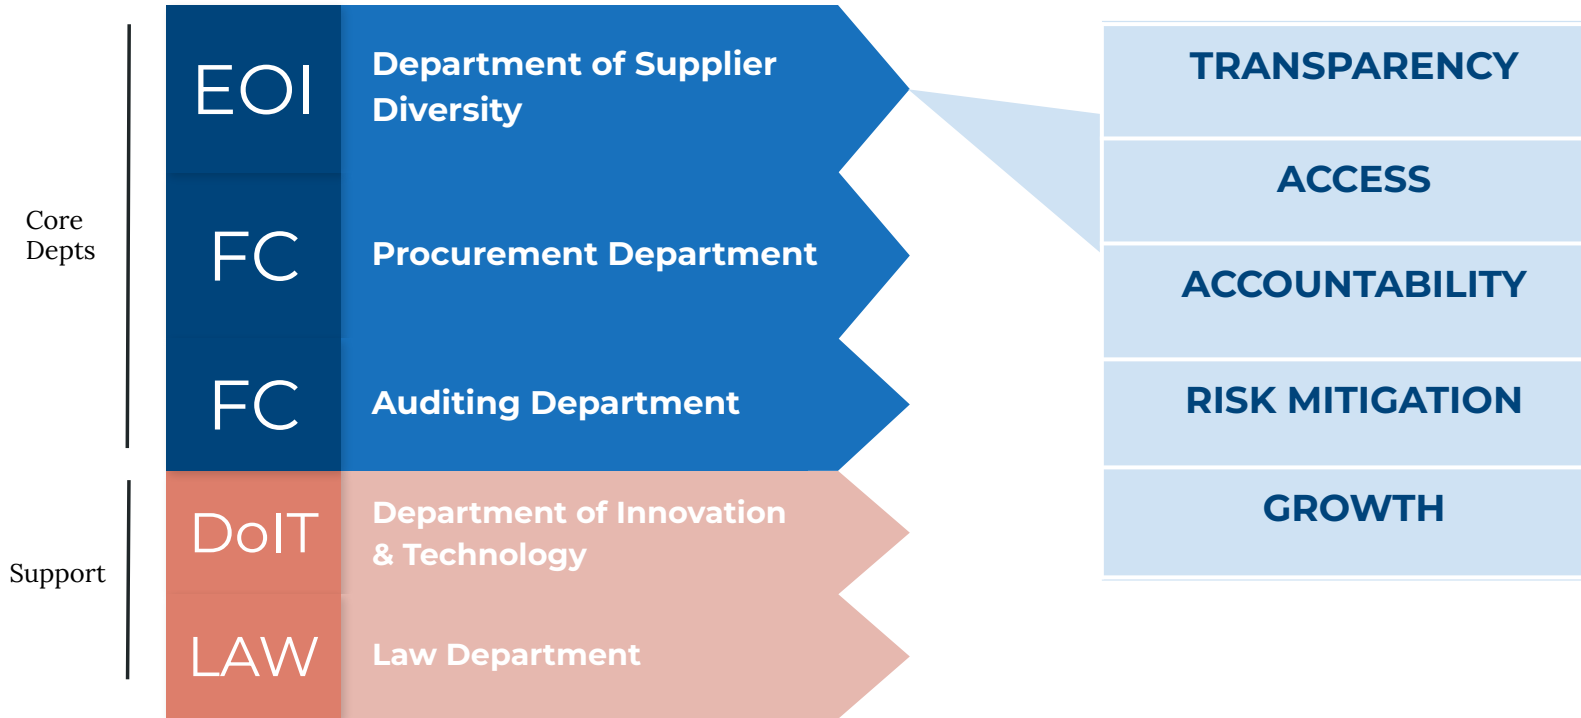 Core
Depts
EOI
Department of Supplier
Diversity
FC
Procurement Department
FC
Auditing Department
Support
DoIT
Department of Innovation
& Technology
LAW
Law Department
TRANSPARENCY
ACCESS
ACCOUNTABILITY
RISK MITIGATION
GROWTH